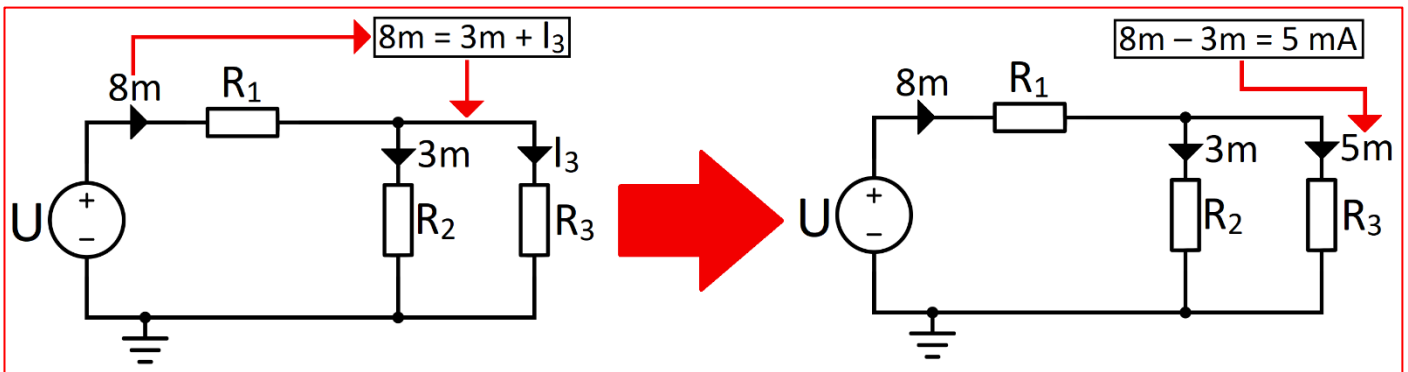 8m = 3m + I₃
8m
R₁
3m
I₃
U
+
−
R₂
R₃
8m – 3m = 5 mA
8m
R₁
3m
5m
U
+
−
R₂
R₃